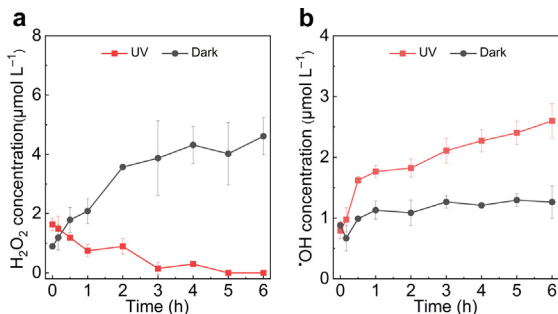 a
UV Dark
H₂O₂ concentration(μmol L⁻¹)
8
6
4
2
0
0 1 2 3 4 5 6
Time (h)
b
UV Dark
•OH concentration (μmol L⁻¹)
3
2
1
0
0 1 2 3 4 5 6
Time (h)